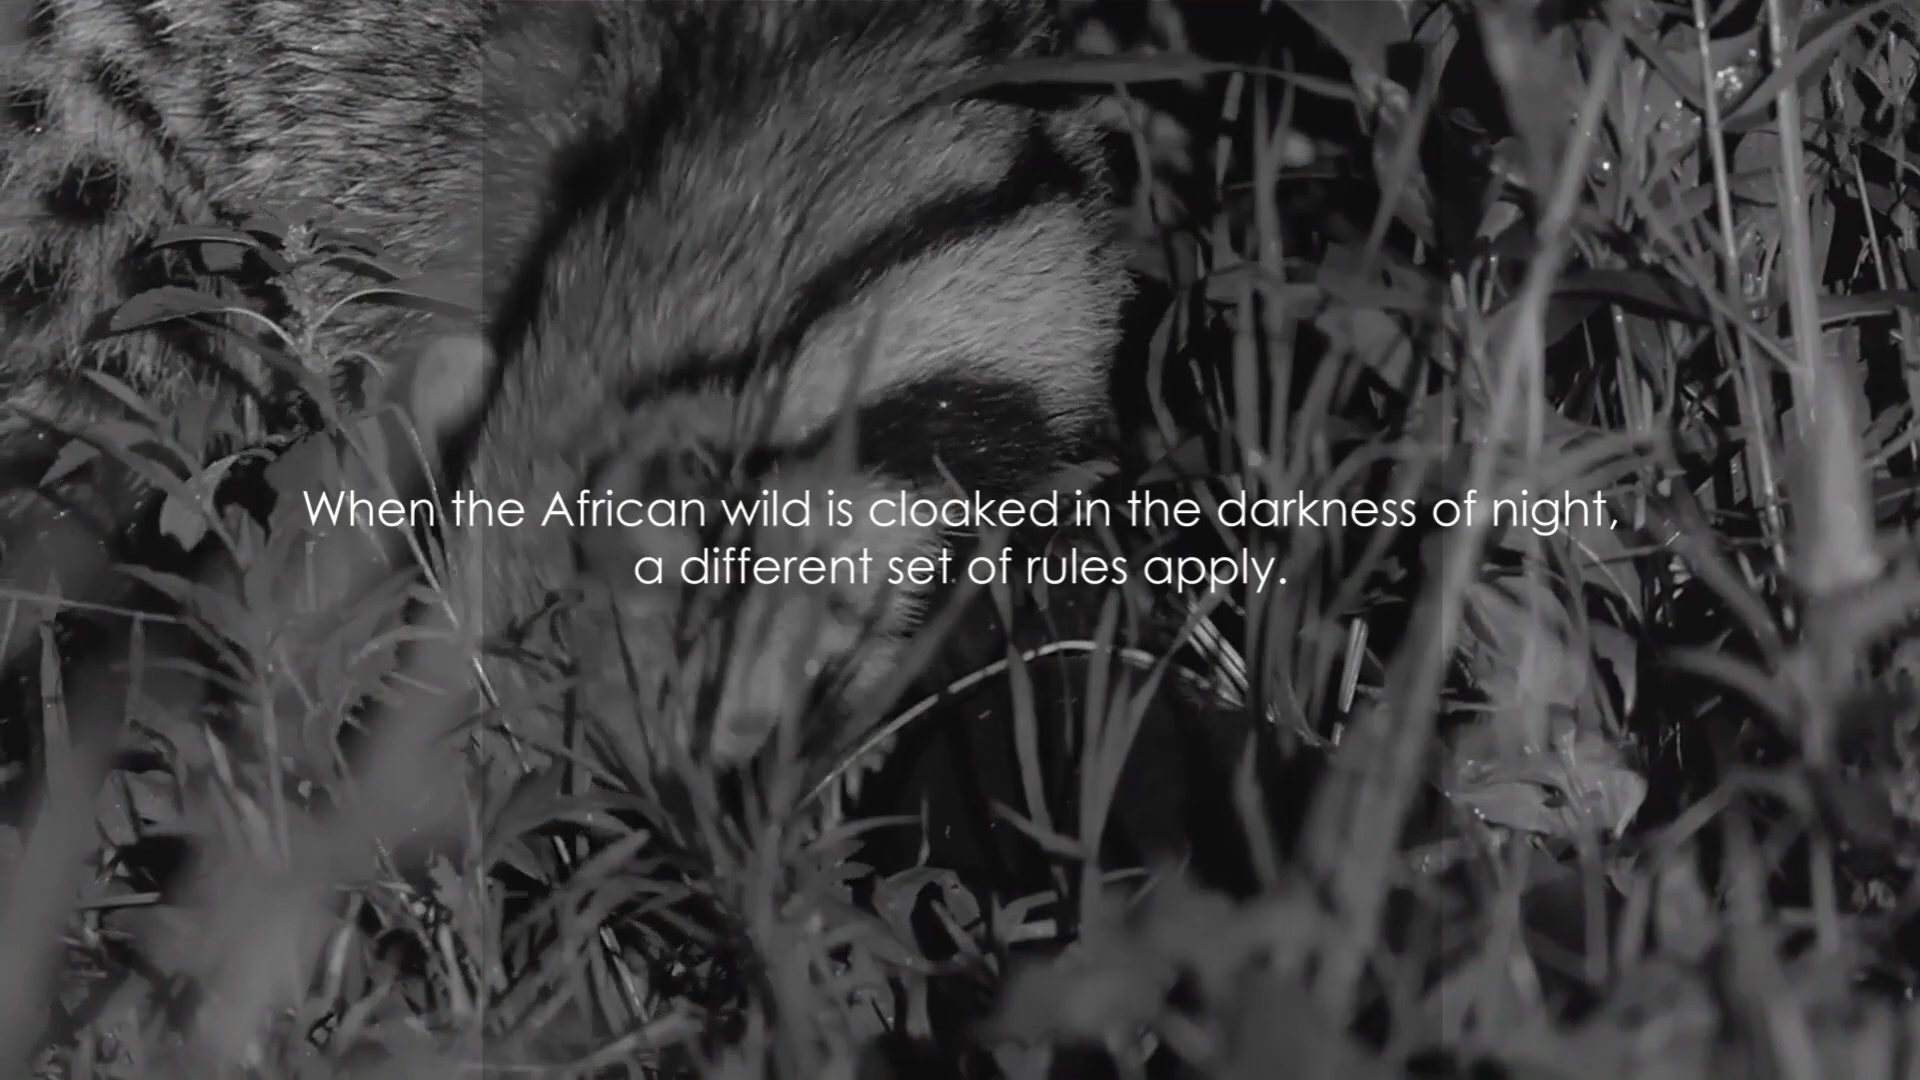 When the African wild is cloaked in the darkness of night,
a different set of rules apply.